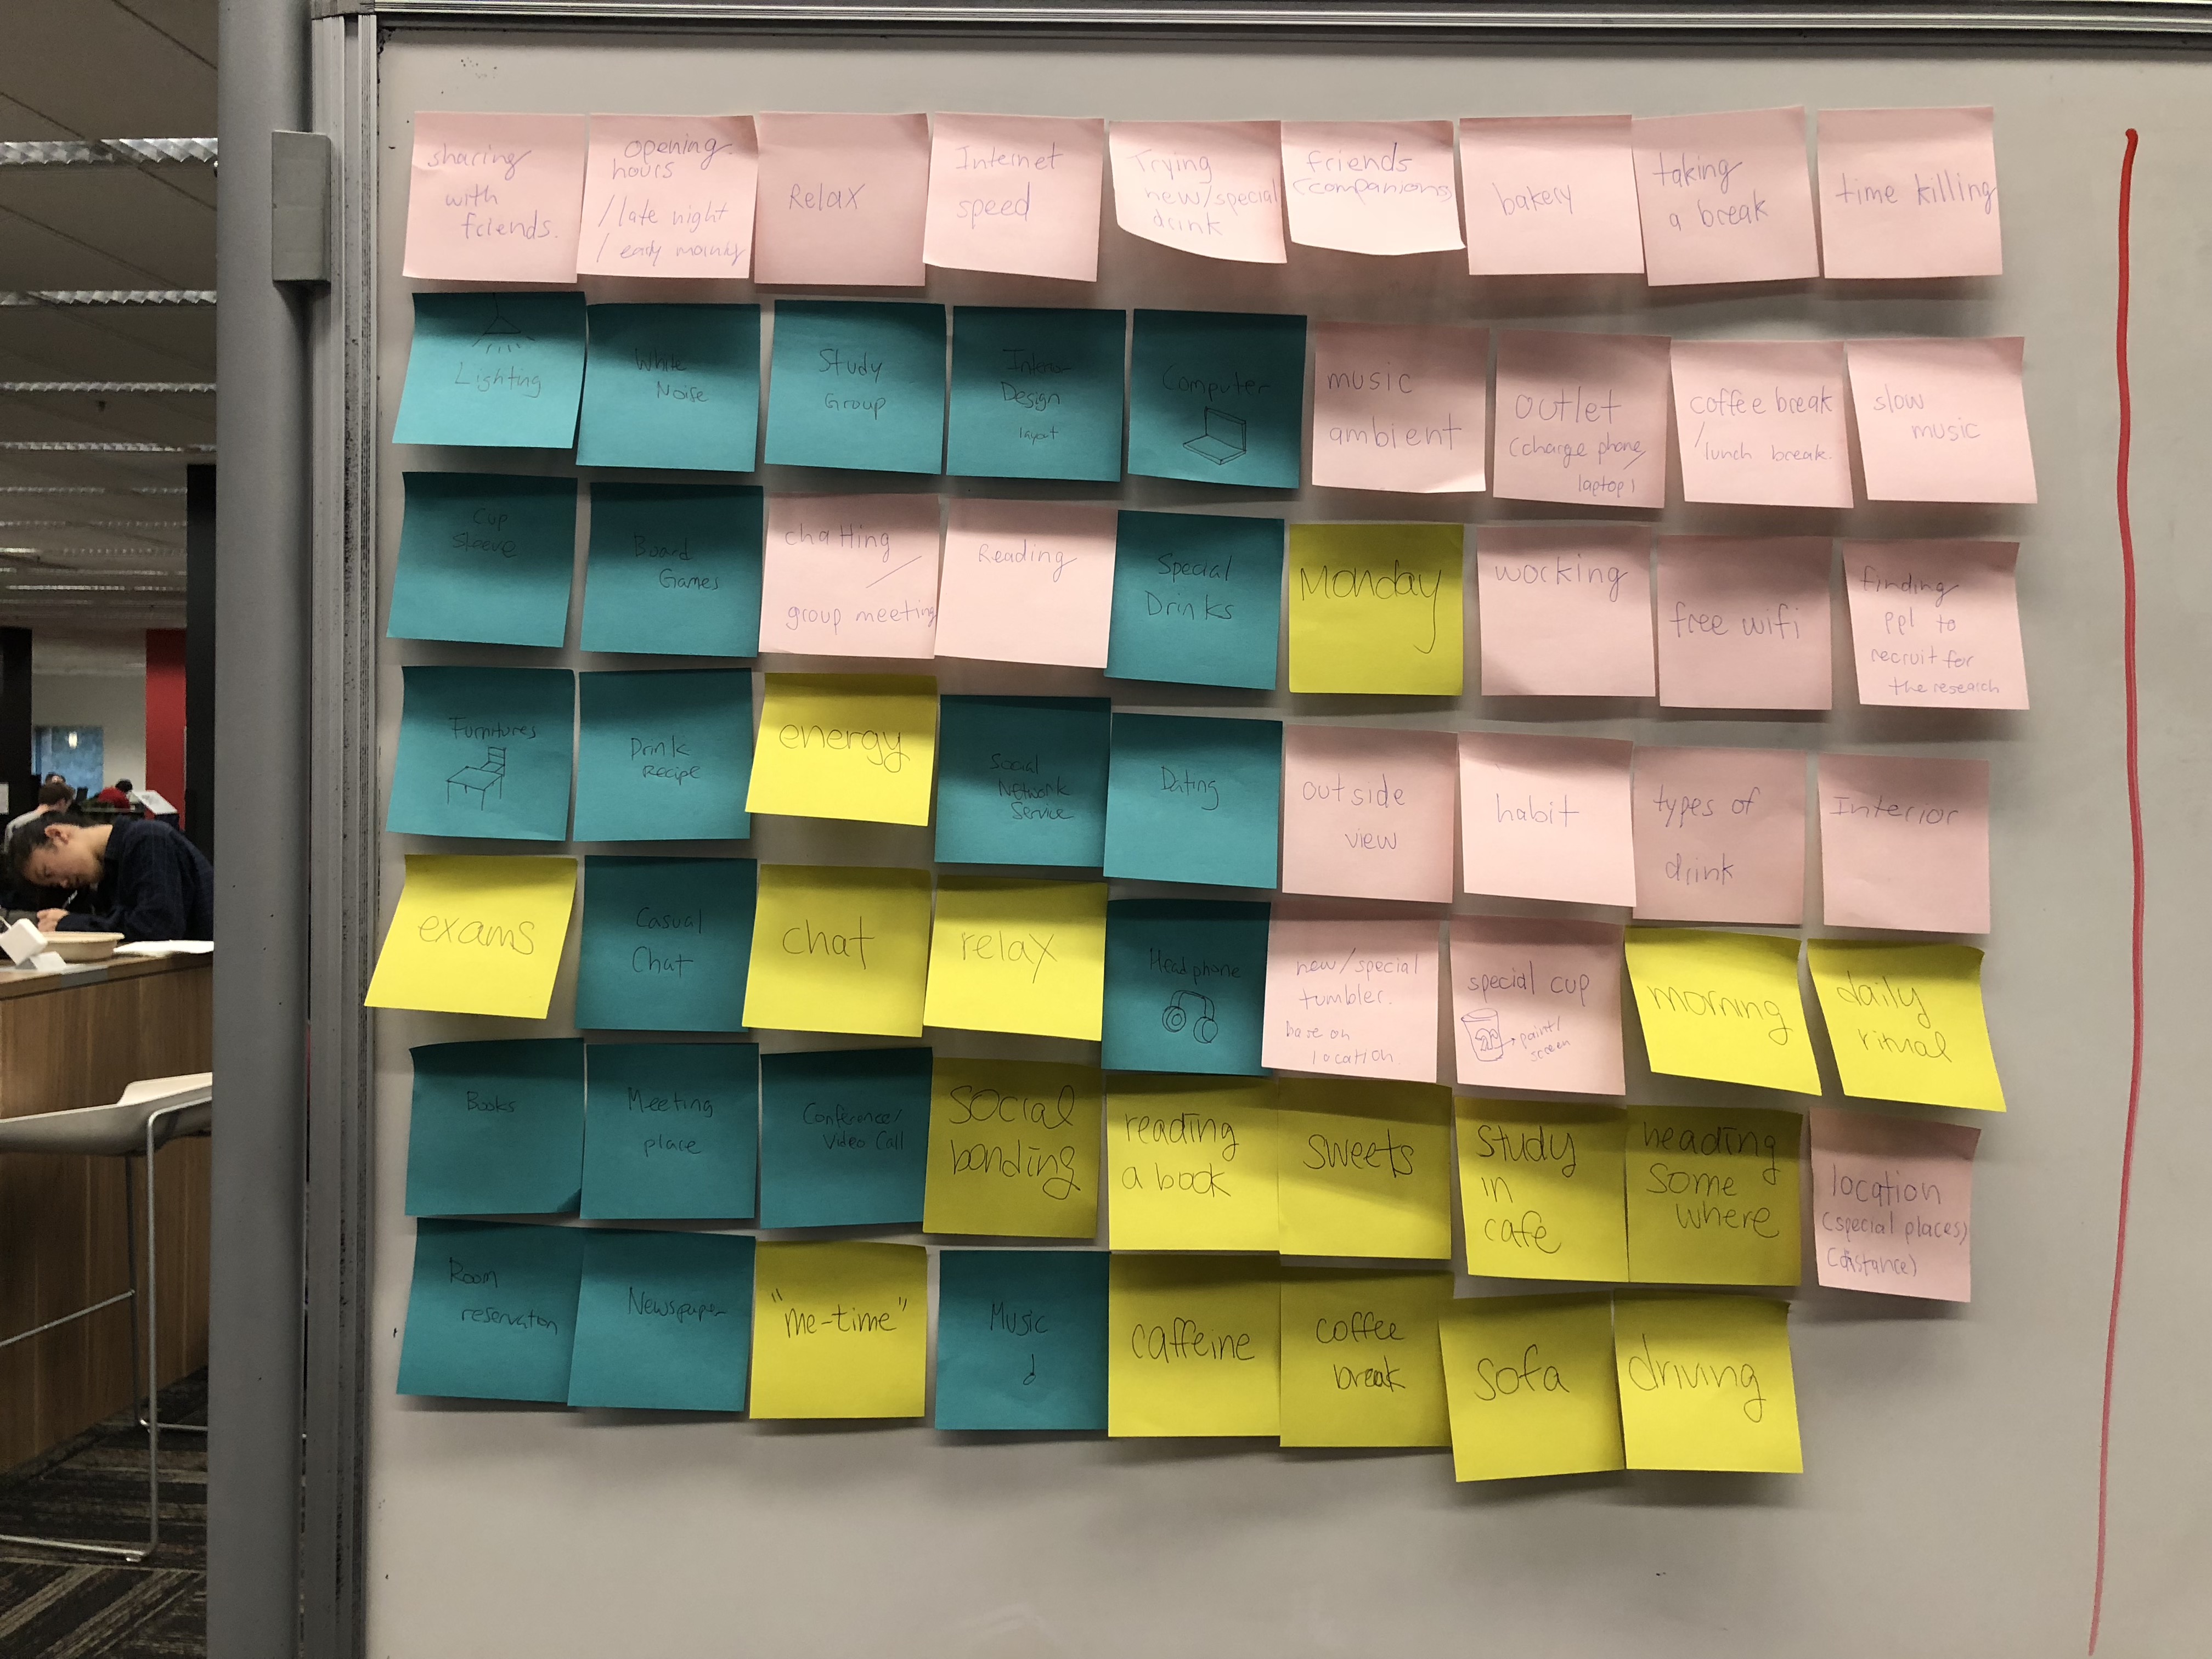 sharing
with
friends.
opening
hours
/late night
/ early morning
Relax
Internet
speed
Trying
new/special
drink
friends
(companions)
bakery
taking
a break
time killing
Lighting
White
Noise
Study
Group
Interior
Design
layout
Computer
music
ambient
outlet
(charge phone/
laptop)
coffee break
/
lunch break.
slow
music
Cup
Sleeve
Board
Games
chatting
/
group meeting
Reading
Special
Drinks
Monday
working
free wifi
finding
ppl to
recruit for
the research
Furnitures
Drink
Recipe
energy
Social
Network
Service
Dating
outside
view
habit
types of
drink
Interior
exams
Casual
Chat
chat
relax
Headphone
new/special
tumbler.
base on
location.
special cup
paint/
screen
morning
daily
ritual
Books
Meeting
place
Conference/
Video Call
social
bonding
reading
a book
sweets
study
in
cafe
heading
some
where
location
(special places)
(distance)
Room
reservation
Newspaper
"me-time"
Music
caffeine
coffee
break
sofa
driving